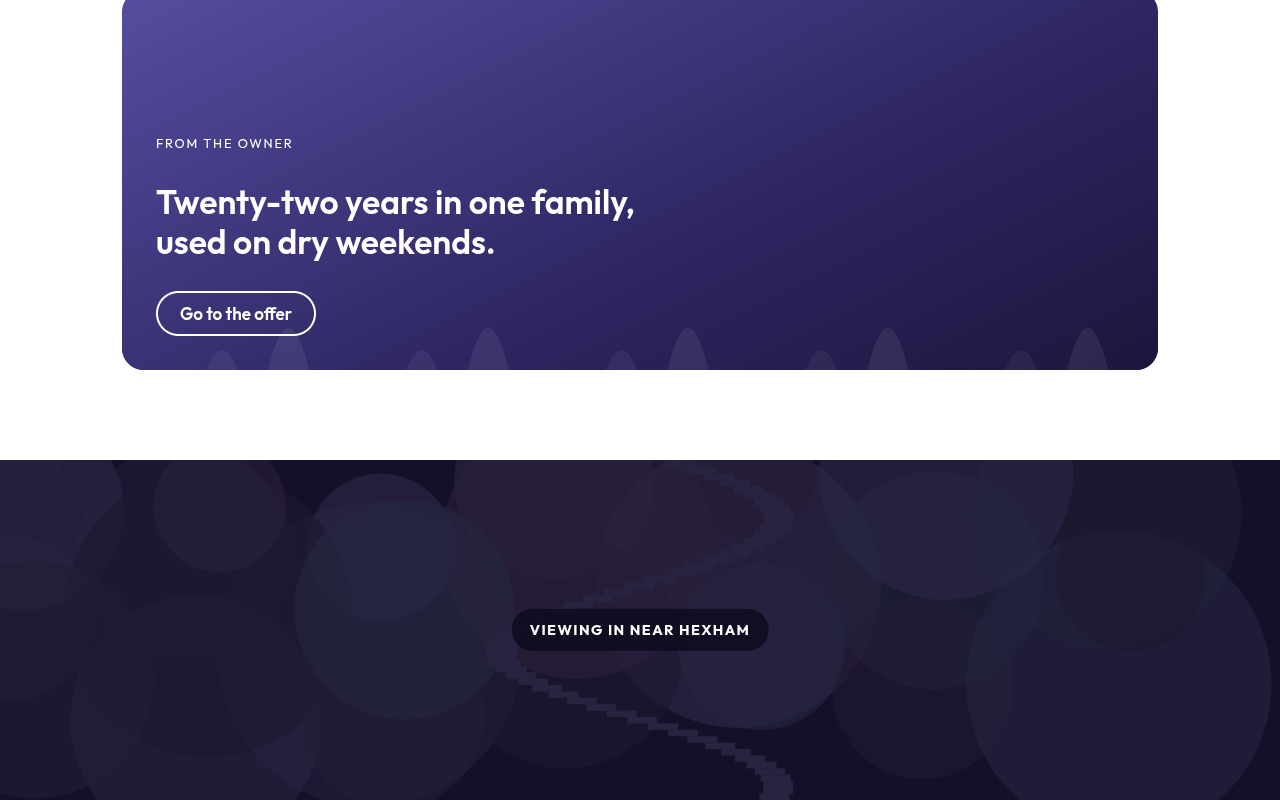 FROM THE OWNER
Twenty-two years in one family,
used on dry weekends.
Go to the offer
VIEWING IN NEAR HEXHAM